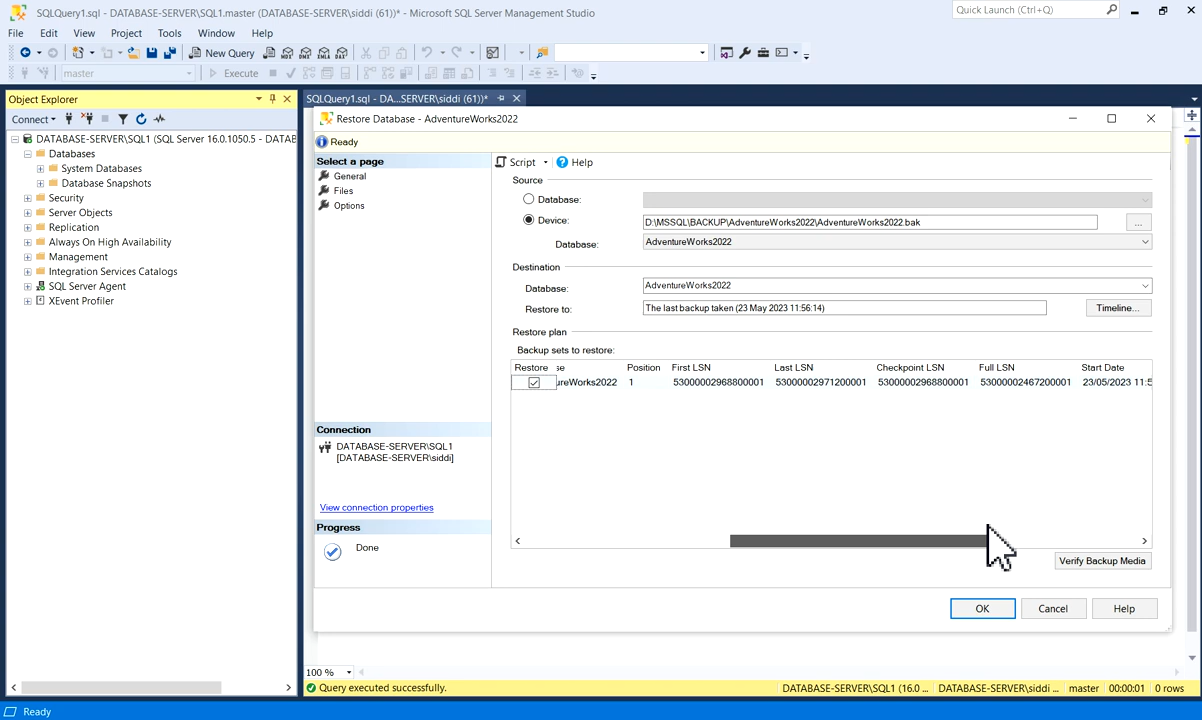 SQLQuery1.sql - DATABASE-SERVER\SQL1.master (DATABASE-SERVER\siddi (61))* - Microsoft SQL Server Management Studio
Quick Launch (Ctrl+Q)
File Edit View Project Tools Window Help
New Query
master
Execute
Object Explorer
SQLQuery1.sql - DA...SERVER\siddi (61))*
Connect
DATABASE-SERVER\SQL1 (SQL Server 16.0.1050.5 - DATAB
Databases
System Databases
Database Snapshots
Security
Server Objects
Replication
Always On High Availability
Management
Integration Services Catalogs
SQL Server Agent
XEvent Profiler
Restore Database - AdventureWorks2022
Ready
Select a page
General
Files
Options
Connection
DATABASE-SERVER\SQL1
[DATABASE-SERVER\siddi]
View connection properties
Progress
Done
Script Help
Source
Database:
Device: D:\MSSQL\BACKUP\AdventureWorks2022\AdventureWorks2022.bak ...
Database: AdventureWorks2022
Destination
Database: AdventureWorks2022
Restore to: The last backup taken (23 May 2023 11:56:14) Timeline...
Restore plan
Backup sets to restore:
Restore se Position First LSN Last LSN Checkpoint LSN Full LSN Start Date
ureWorks2022 1 53000002968800001 53000002971200001 53000002968800001 53000002467200001 23/05/2023 11:5
Verify Backup Media
OK Cancel Help
100 %
Query executed successfully. DATABASE-SERVER\SQL1 (16.0 ... DATABASE-SERVER\siddi ... master 00:00:01 0 rows
Ready